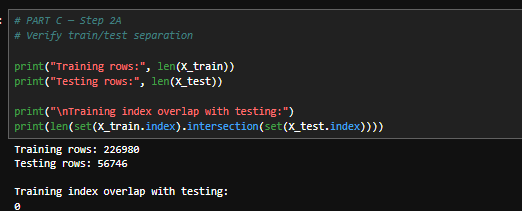 # PART C — Step 2A
# Verify train/test separation
print("Training rows:", len(X_train))
print("Testing rows:", len(X_test))
print("\nTraining index overlap with testing:")
print(len(set(X_train.index).intersection(set(X_test.index))))
Training rows: 226980
Testing rows: 56746
Training index overlap with testing:
0